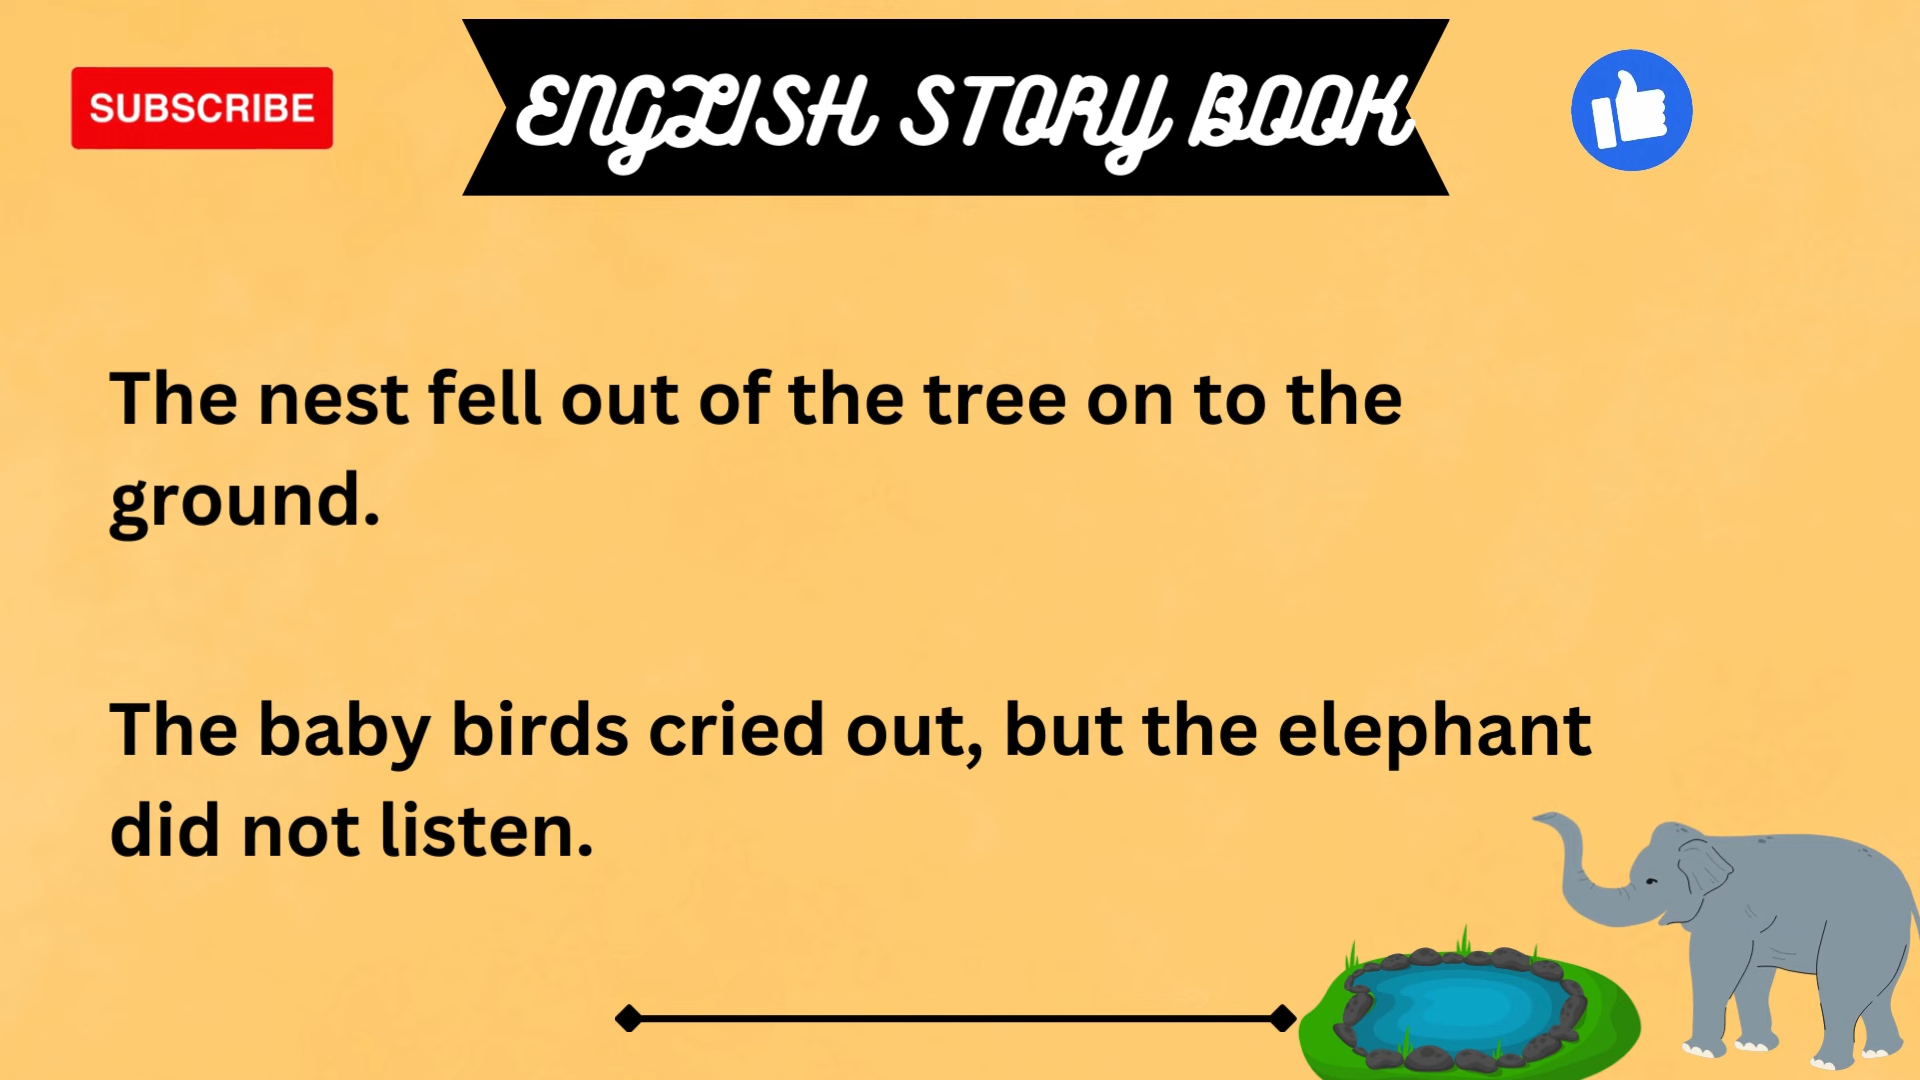 SUBSCRIBE
ENGLISH STORY BOOK
The nest fell out of the tree on to the
ground.
The baby birds cried out, but the elephant
did not listen.